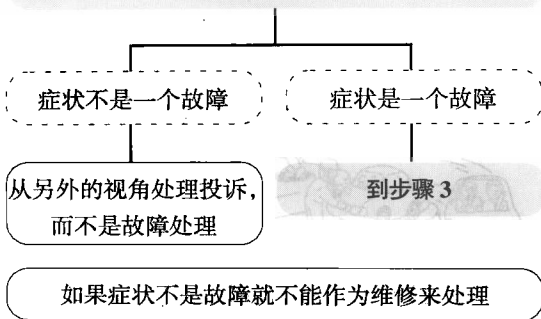 症状不是一个故障
症状是一个故障
从另外的视角处理投诉，
而不是故障处理
到步骤 3
如果症状不是故障就不能作为维修来处理